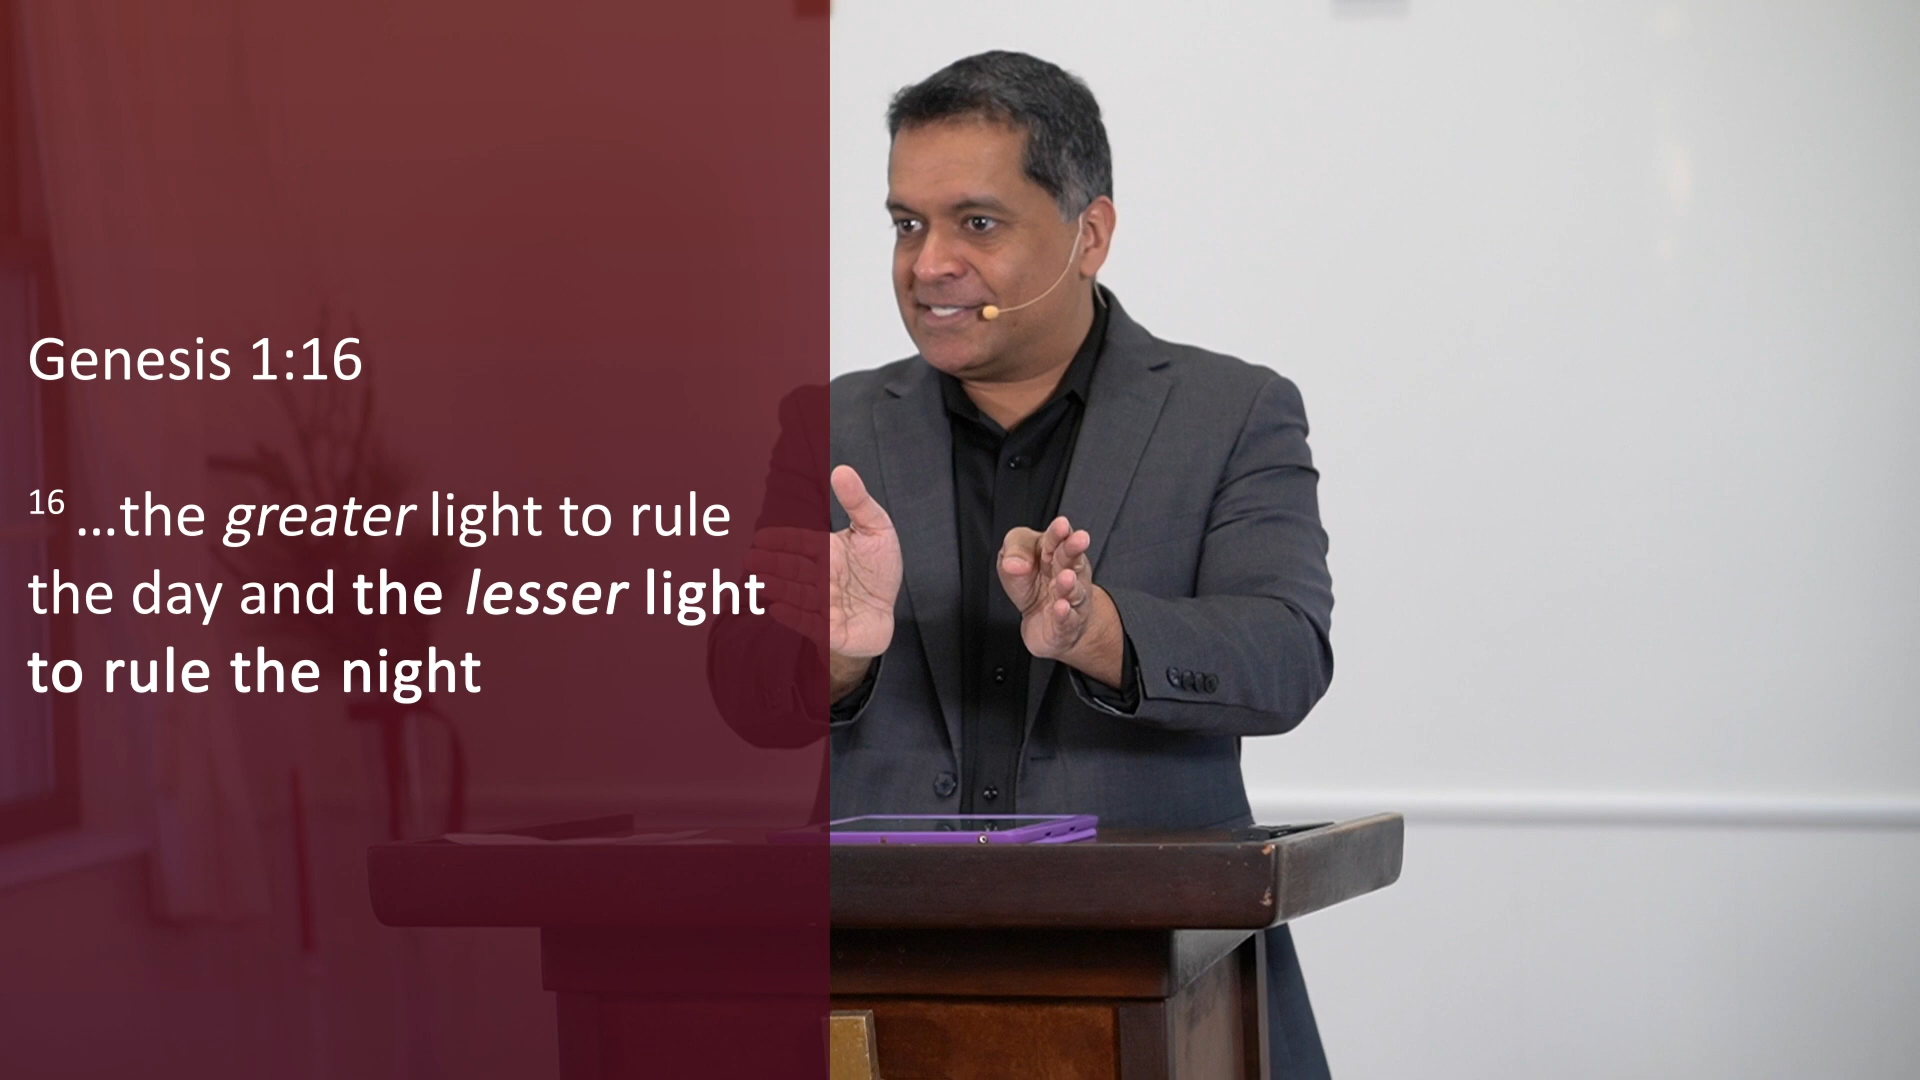 Genesis 1:16
16 …the greater light to rule
the day and the lesser light
to rule the night